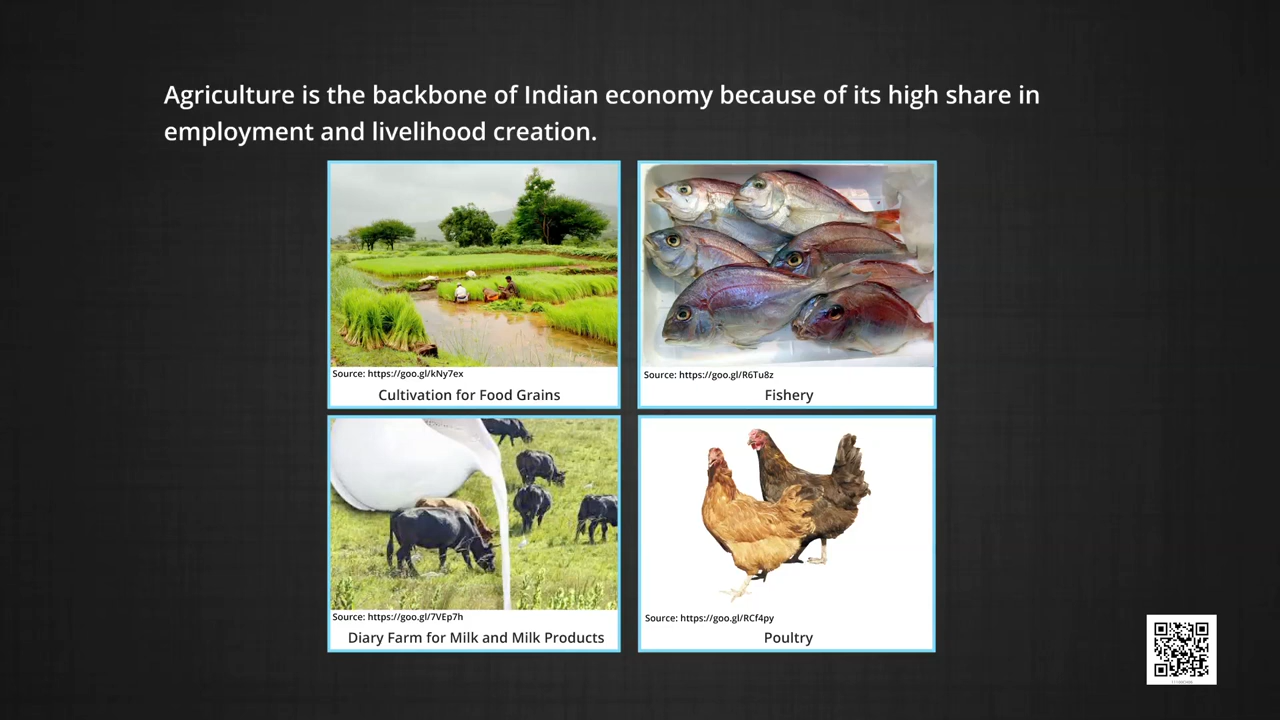 Agriculture is the backbone of Indian economy because of its high share in
employment and livelihood creation.
Source: https://goo.gl/kNy7ex
Cultivation for Food Grains
Source: https://goo.gl/R6Tu8z
Fishery
Source: https://goo.gl/7VEp7h
Diary Farm for Milk and Milk Products
Source: https://goo.gl/RCf4py
Poultry